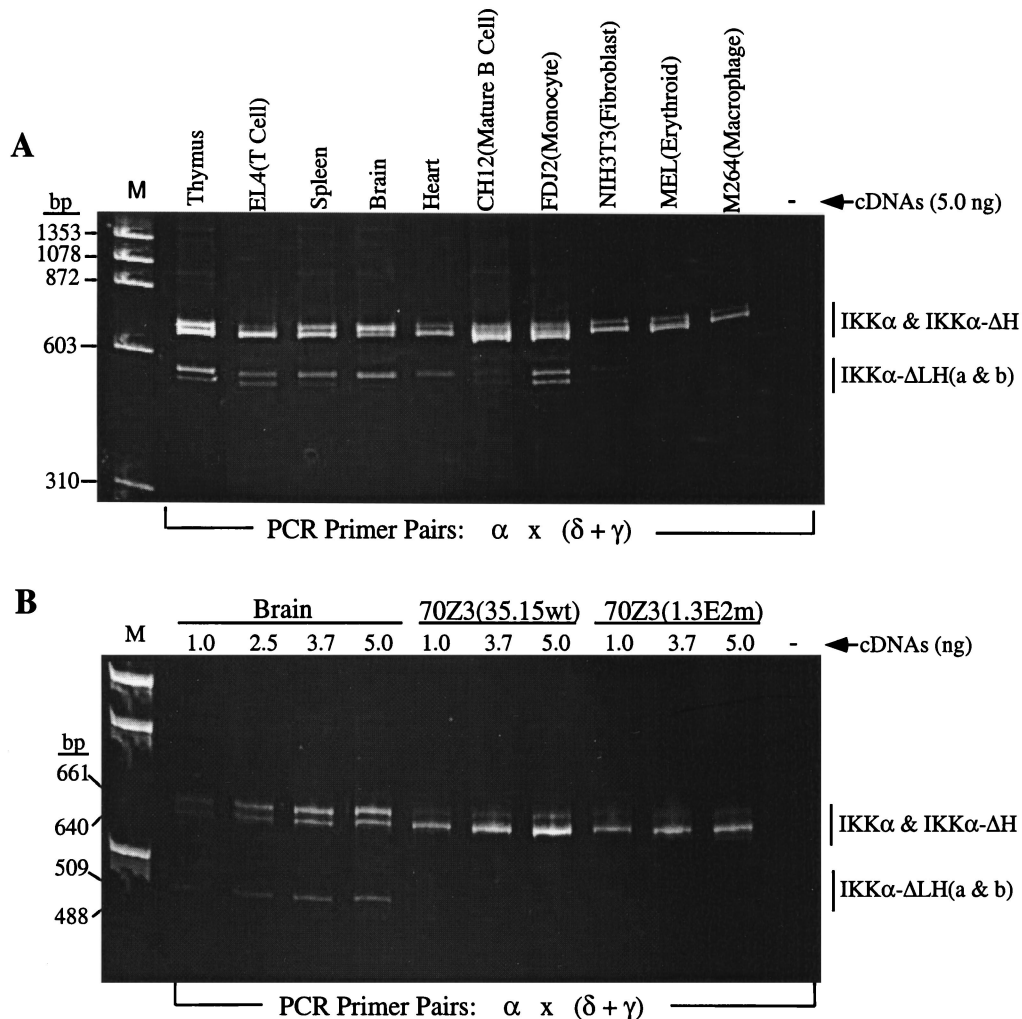 A
M
Thymus
EL4(T Cell)
Spleen
Brain
Heart
CH12(Mature B Cell)
FDJ2(Monocyte)
NIH3T3(Fibroblast)
MEL(Erythroid)
M264(Macrophage)
-
cDNAs (5.0 ng)
bp
1353
1078
872
603
310
IKKα & IKKα-ΔH
IKKα-ΔLH(a & b)
PCR Primer Pairs: α x (δ + γ)
B
M
Brain
70Z3(35.15wt)
70Z3(1.3E2m)
1.0 2.5 3.7 5.0 1.0 3.7 5.0 1.0 3.7 5.0 -
cDNAs (ng)
bp
661
640
509
488
IKKα & IKKα-ΔH
IKKα-ΔLH(a & b)
PCR Primer Pairs: α x (δ + γ)